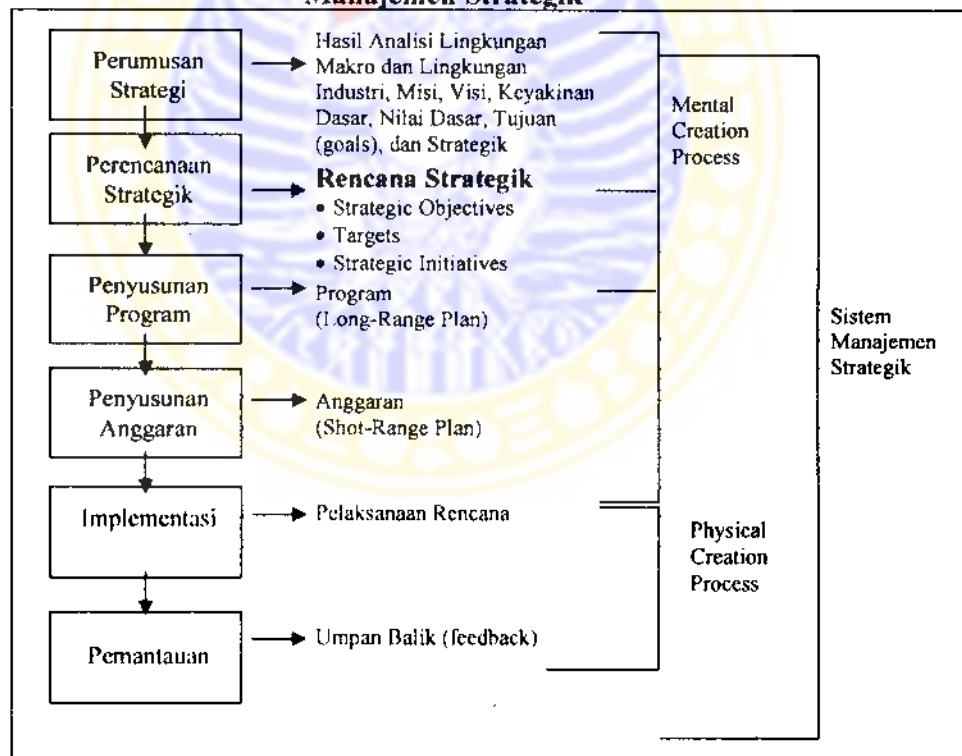 Manajemen Strategik
Perumusan
Strategi
Hasil Analisi Lingkungan
Makro dan Lingkungan
Industri, Misi, Visi, Keyakinan
Dasar, Nilai Dasar, Tujuan
(goals), dan Strategik
Mental
Creation
Process
Perencanaan
Strategik
Rencana Strategik
• Strategic Objectives
• Targets
• Strategic Initiatives
Penyusunan
Program
Program
(Long-Range Plan)
Sistem
Manajemen
Strategik
Penyusunan
Anggaran
Anggaran
(Shot-Range Plan)
Implementasi
Pelaksanaan Rencana
Physical
Creation
Process
Pemantauan
Umpan Balik (feedback)